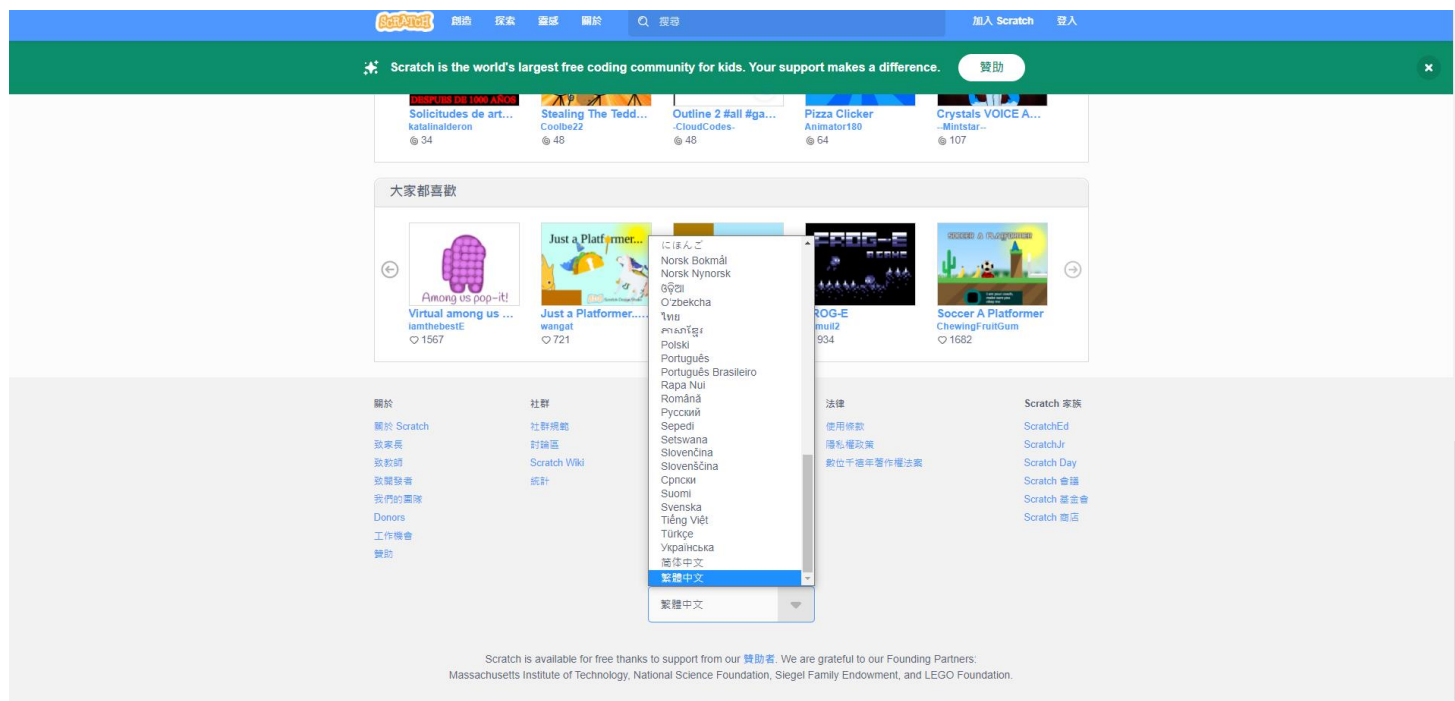 SCRATCH 創造 探索 靈感 關於 搜尋 加入 Scratch 登入
Scratch is the world's largest free coding community for kids. Your support makes a difference. 贊助
DESPUES DE 1000 AÑOS
Solicitudes de art... Stealing The Tedd... Outline 2 #all #ga... Pizza Clicker Crystals VOICE A...
katalinalderon Coolbe22 -CloudCodes- Animator180 --Mintstar--
34 48 48 64 107
大家都喜歡
Just a Platformer... FROG-E SOCCER A PLATFORMER
A GAME
Among us pop-it!
Virtual among us ... Just a Platformer.... ROG-E Soccer A Platformer
iamthebestE wangat muil2 ChewingFruitGum
1567 721 934 1682
にほんご
Norsk Bokmål
Norsk Nynorsk
ଓଡ଼ିଆ
O'zbekcha
ไทย
ភាសាខ្មែរ
Polski
Português
Português Brasileiro
Rapa Nui
Română
Русский
Sepedi
Setswana
Slovenčina
Slovenščina
Српски
Suomi
Svenska
Tiếng Việt
Türkçe
Українська
简体中文
繁體中文
繁體中文
關於
關於 Scratch
致家長
致教師
致開發者
我們的團隊
Donors
工作機會
贊助
社群
社群規範
討論區
Scratch Wiki
統計
法律
使用條款
隱私權政策
數位千禧年著作權法案
Scratch 家族
ScratchEd
ScratchJr
Scratch Day
Scratch 會議
Scratch 基金會
Scratch 商店
Scratch is available for free thanks to support from our 贊助者. We are grateful to our Founding Partners:
Massachusetts Institute of Technology, National Science Foundation, Siegel Family Endowment, and LEGO Foundation.